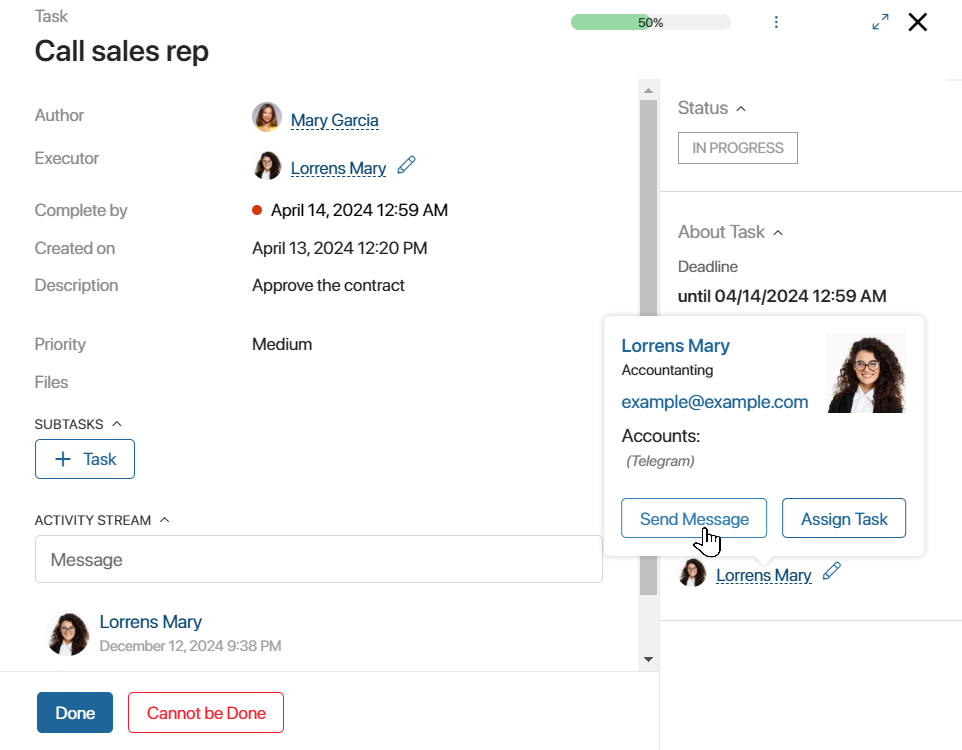 Task
50%
Call sales rep
Author
Mary Garcia
Executor
Lorrens Mary
Complete by
April 14, 2024 12:59 AM
Created on
April 13, 2024 12:20 PM
Description
Approve the contract
Priority
Medium
Files
SUBTASKS
+ Task
ACTIVITY STREAM
Message
Lorrens Mary
December 12, 2024 9:38 PM
Done
Cannot be Done
Status
IN PROGRESS
About Task
Deadline
until 04/14/2024 12:59 AM
Lorrens Mary
Accountanting
example@example.com
Accounts:
(Telegram)
Send Message
Assign Task
Lorrens Mary